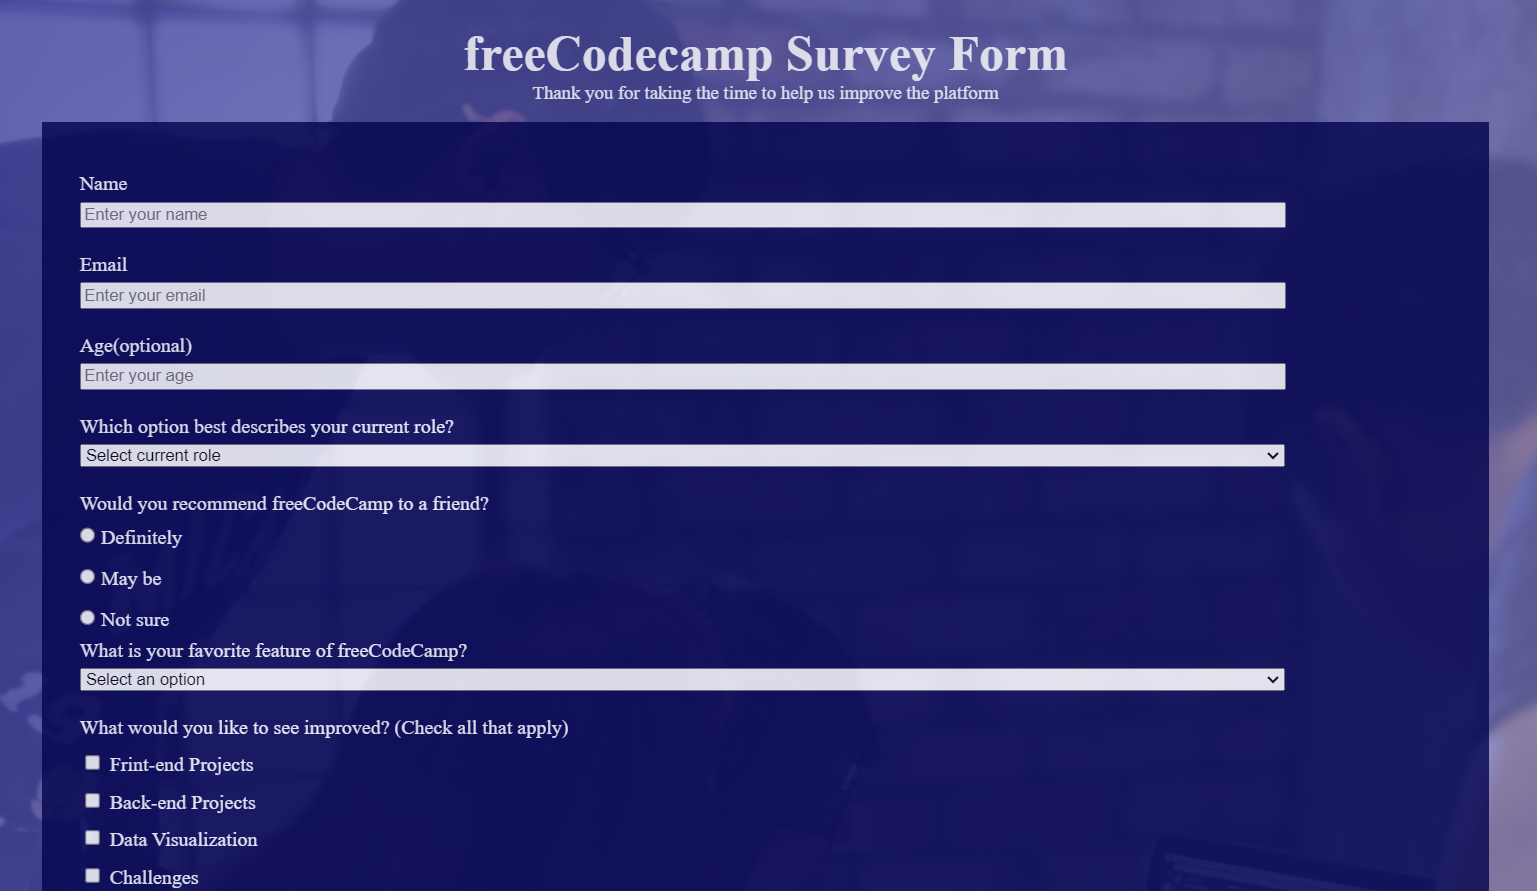 freeCodecamp Survey Form
Thank you for taking the time to help us improve the platform
Name
Enter your name
Email
Enter your email
Age(optional)
Enter your age
Which option best describes your current role?
Select current role
Would you recommend freeCodeCamp to a friend?
Definitely
May be
Not sure
What is your favorite feature of freeCodeCamp?
Select an option
What would you like to see improved? (Check all that apply)
Frint-end Projects
Back-end Projects
Data Visualization
Challenges